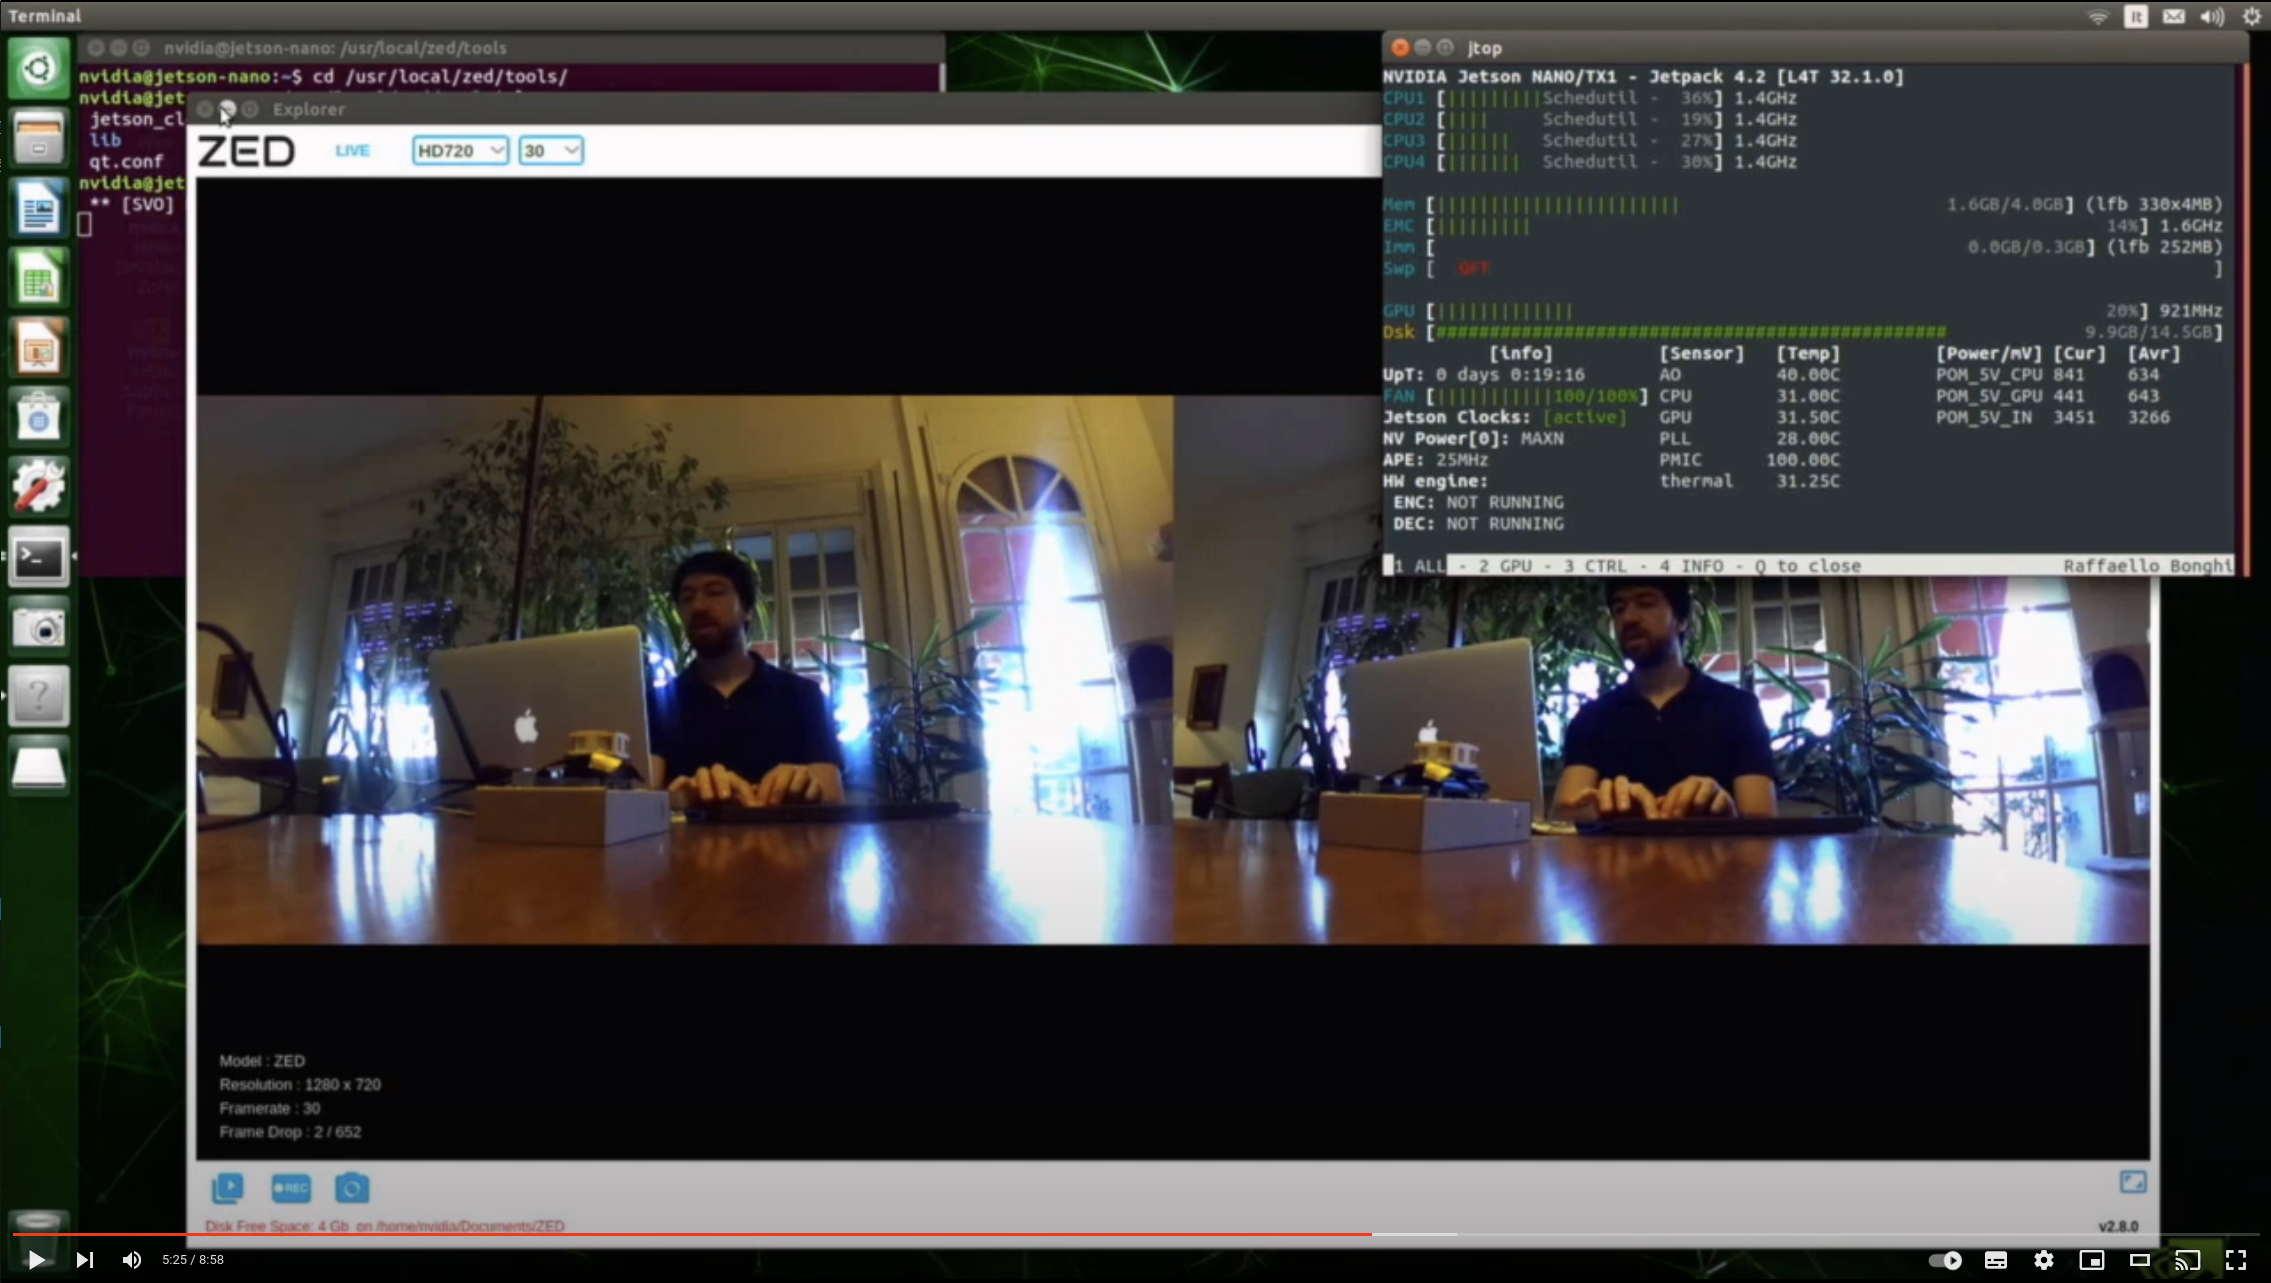 Terminal
nvidia@jetson-nano: /usr/local/zed/tools
nvidia@jetson-nano:~$ cd /usr/local/zed/tools/
nvidia@jetson-nano
jetson_cl
lib
qt.conf
nvidia@jet
** [SVO]
Explorer
ZED LIVE HD720 30
Model : ZED
Resolution : 1280 x 720
Framerate : 30
Frame Drop : 2 / 652
REC
Disk Free Space: 4 Gb on /home/nvidia/Documents/ZED
v2.8.0
jtop
NVIDIA Jetson NANO/TX1 - Jetpack 4.2 [L4T 32.1.0]
CPU1 [|||||||||| Schedutil - 36%] 1.4GHz
CPU2 [|||| Schedutil - 19%] 1.4GHz
CPU3 [|||||| Schedutil - 27%] 1.4GHz
CPU4 [|||||||| Schedutil - 30%] 1.4GHz
Mem [||||||||||||||||||||||| 1.6GB/4.0GB] (lfb 330x4MB)
EMC [||||||||| 14%] 1.6GHz
Imm [ 0.0GB/0.3GB] (lfb 252MB)
Swp [ OFF ]
GPU [||||||||||||| 20%] 921MHz
Dsk [################################################ 9.9GB/14.5GB]
[info] [Sensor] [Temp] [Power/mV] [Cur] [Avr]
UpT: 0 days 0:19:16 AO 40.00C POM_5V_CPU 841 634
FAN [|||||||||||100/100%] CPU 31.00C POM_5V_GPU 441 643
Jetson Clocks: [active] GPU 31.50C POM_5V_IN 3451 3266
NV Power[0]: MAXN PLL 28.00C
APE: 25MHz PMIC 100.00C
HW engine: thermal 31.25C
ENC: NOT RUNNING
DEC: NOT RUNNING
1 ALL - 2 GPU - 3 CTRL - 4 INFO - Q to close Raffaello Bonghi
5:25 / 8:58